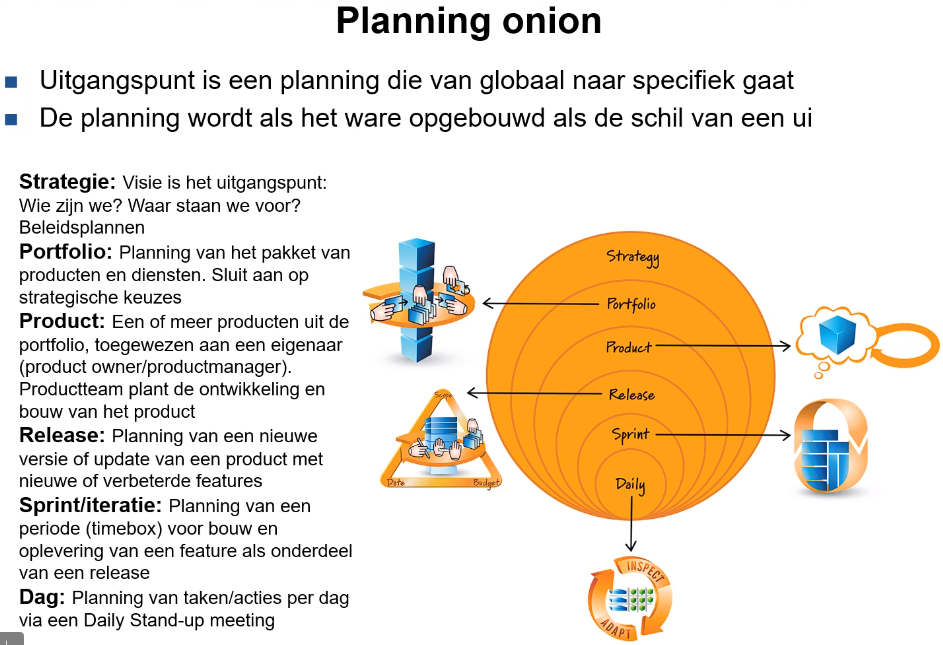 Planning onion
Uitgangspunt is een planning die van globaal naar specifiek gaat
De planning wordt als het ware opgebouwd als de schil van een ui
Strategie: Visie is het uitgangspunt:
Wie zijn we? Waar staan we voor?
Beleidsplannen
Portfolio: Planning van het pakket van
producten en diensten. Sluit aan op
strategische keuzes
Product: Een of meer producten uit de
portfolio, toegewezen aan een eigenaar
(product owner/productmanager).
Productteam plant de ontwikkeling en
bouw van het product
Release: Planning van een nieuwe
versie of update van een product met
nieuwe of verbeterde features
Sprint/iteratie: Planning van een
periode (timebox) voor bouw en
oplevering van een feature als onderdeel
van een release
Dag: Planning van taken/acties per dag
via een Daily Stand-up meeting
Strategy
Portfolio
Product
Release
Sprint
Daily
Scope
Date
Budget
INSPECT
ADAPT